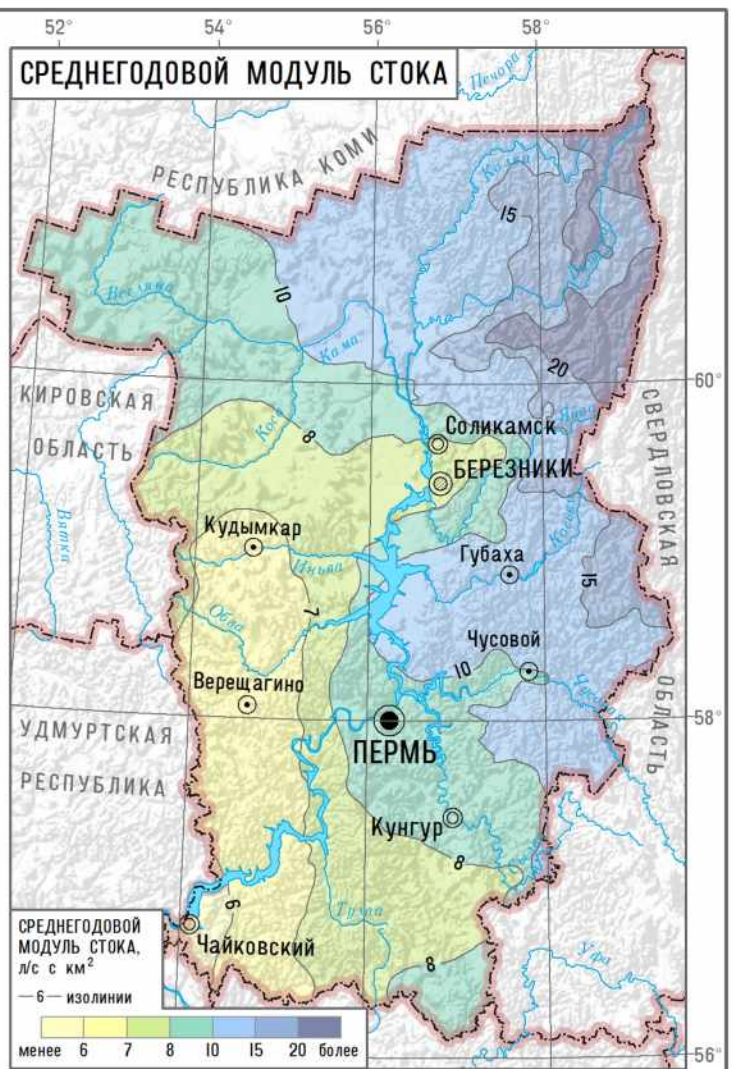 52°
54°
56°
58°
СРЕДНЕГОДОВОЙ МОДУЛЬ СТОКА
Печора
РЕСПУБЛИКА КОМИ
Колва
15
15
10
Весляна
Кама
20
60°
КИРОВСКАЯ
ОБЛАСТЬ
Коса
8
Соликамск
Яйва
БЕРЕЗНИКИ
СВЕРДЛОВСКАЯ
ОБЛАСТЬ
Вятка
Кудымкар
Иньва
Губаха
Косьва
15
7
Обва
Чусовой
10
Верещагино
Чусовая
УДМУРТСКАЯ
РЕСПУБЛИКА
58°
ПЕРМЬ
Кунгур
8
6
Тулва
Чайковский
8
Уфа
СРЕДНЕГОДОВОЙ
МОДУЛЬ СТОКА,
л/с с км²
—6— изолинии
менее 6 7 8 10 15 20 более
56°